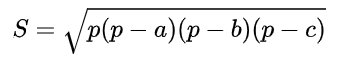 S = √p(p − a)(p − b)(p − c)